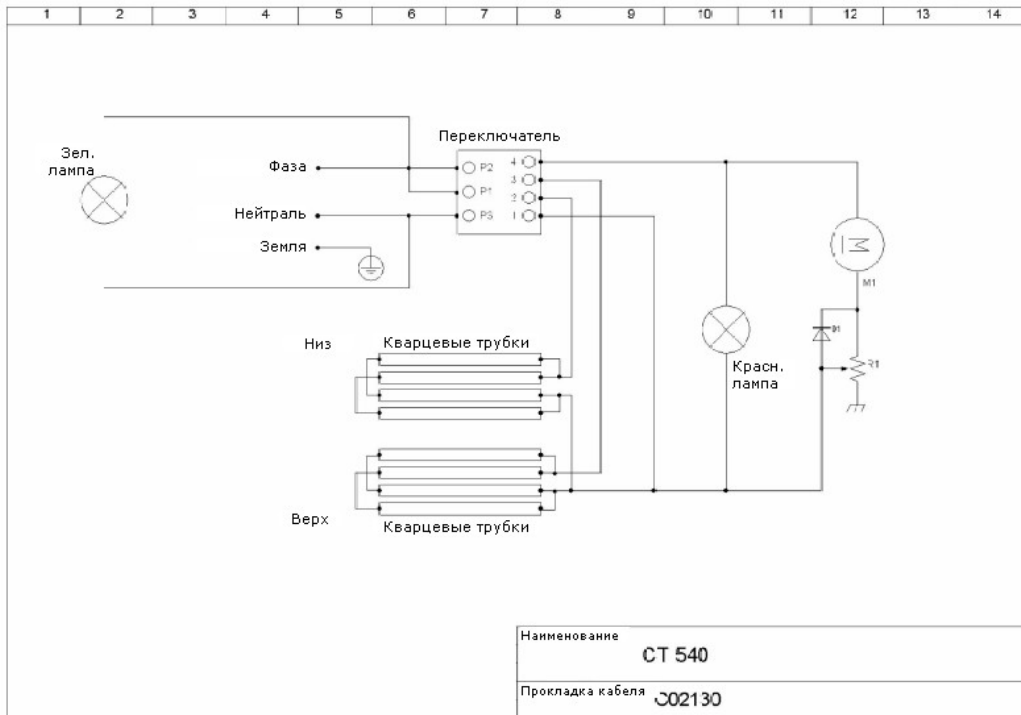 1 2 3 4 5 6 7 8 9 10 11 12 13 14
Переключатель
Зел.
лампа
Фаза
P2 4
3
P1
2
Нейтраль
PS 1
Земля
M
M1
Низ
Кварцевые трубки
D1
Красн.
лампа
R1
Верх
Кварцевые трубки
Наименование
CT 540
Прокладка кабеля
C02130